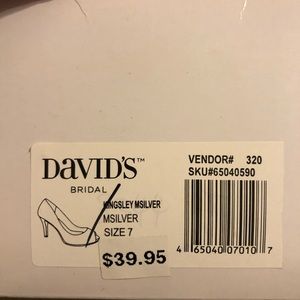 DAVID'S™
BRIDAL
KINGSLEY MSILVER
MSILVER
SIZE 7
$39.95
VENDOR# 320
SKU#65040590
4 65040 07010 7